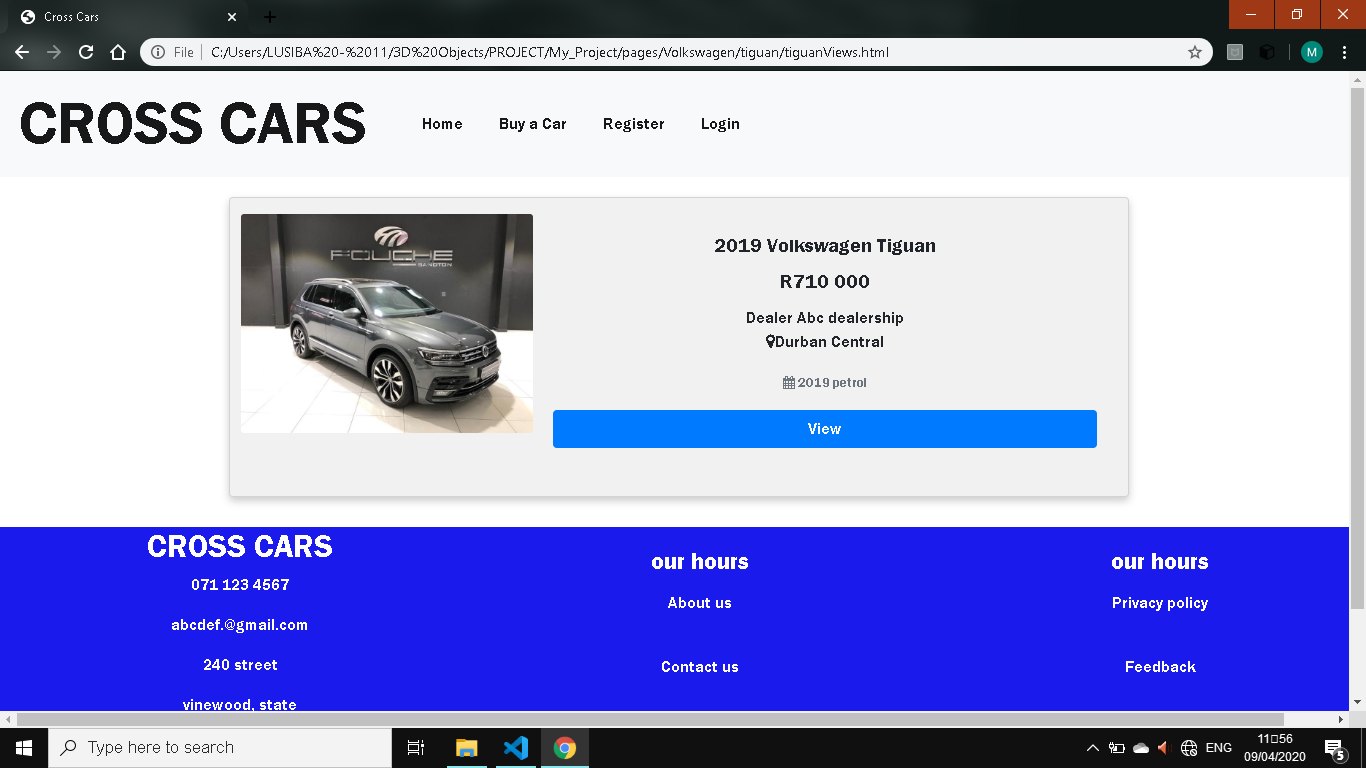 Cross Cars
File
C:/Users/LUSIBA%20-%2011/3D%20Objects/PROJECT/My_Project/pages/Volkswagen/tiguan/tiguanViews.html
M
CROSS CARS
Home
Buy a Car
Register
Login
FOUCHE
SANDTON
2019 Volkswagen Tiguan
R710 000
Dealer Abc dealership
Durban Central
2019 petrol
View
CROSS CARS
071 123 4567
abcdef.@gmail.com
240 street
vinewood, state
our hours
About us
Contact us
our hours
Privacy policy
Feedback
Type here to search
ENG
11□56
09/04/2020
5